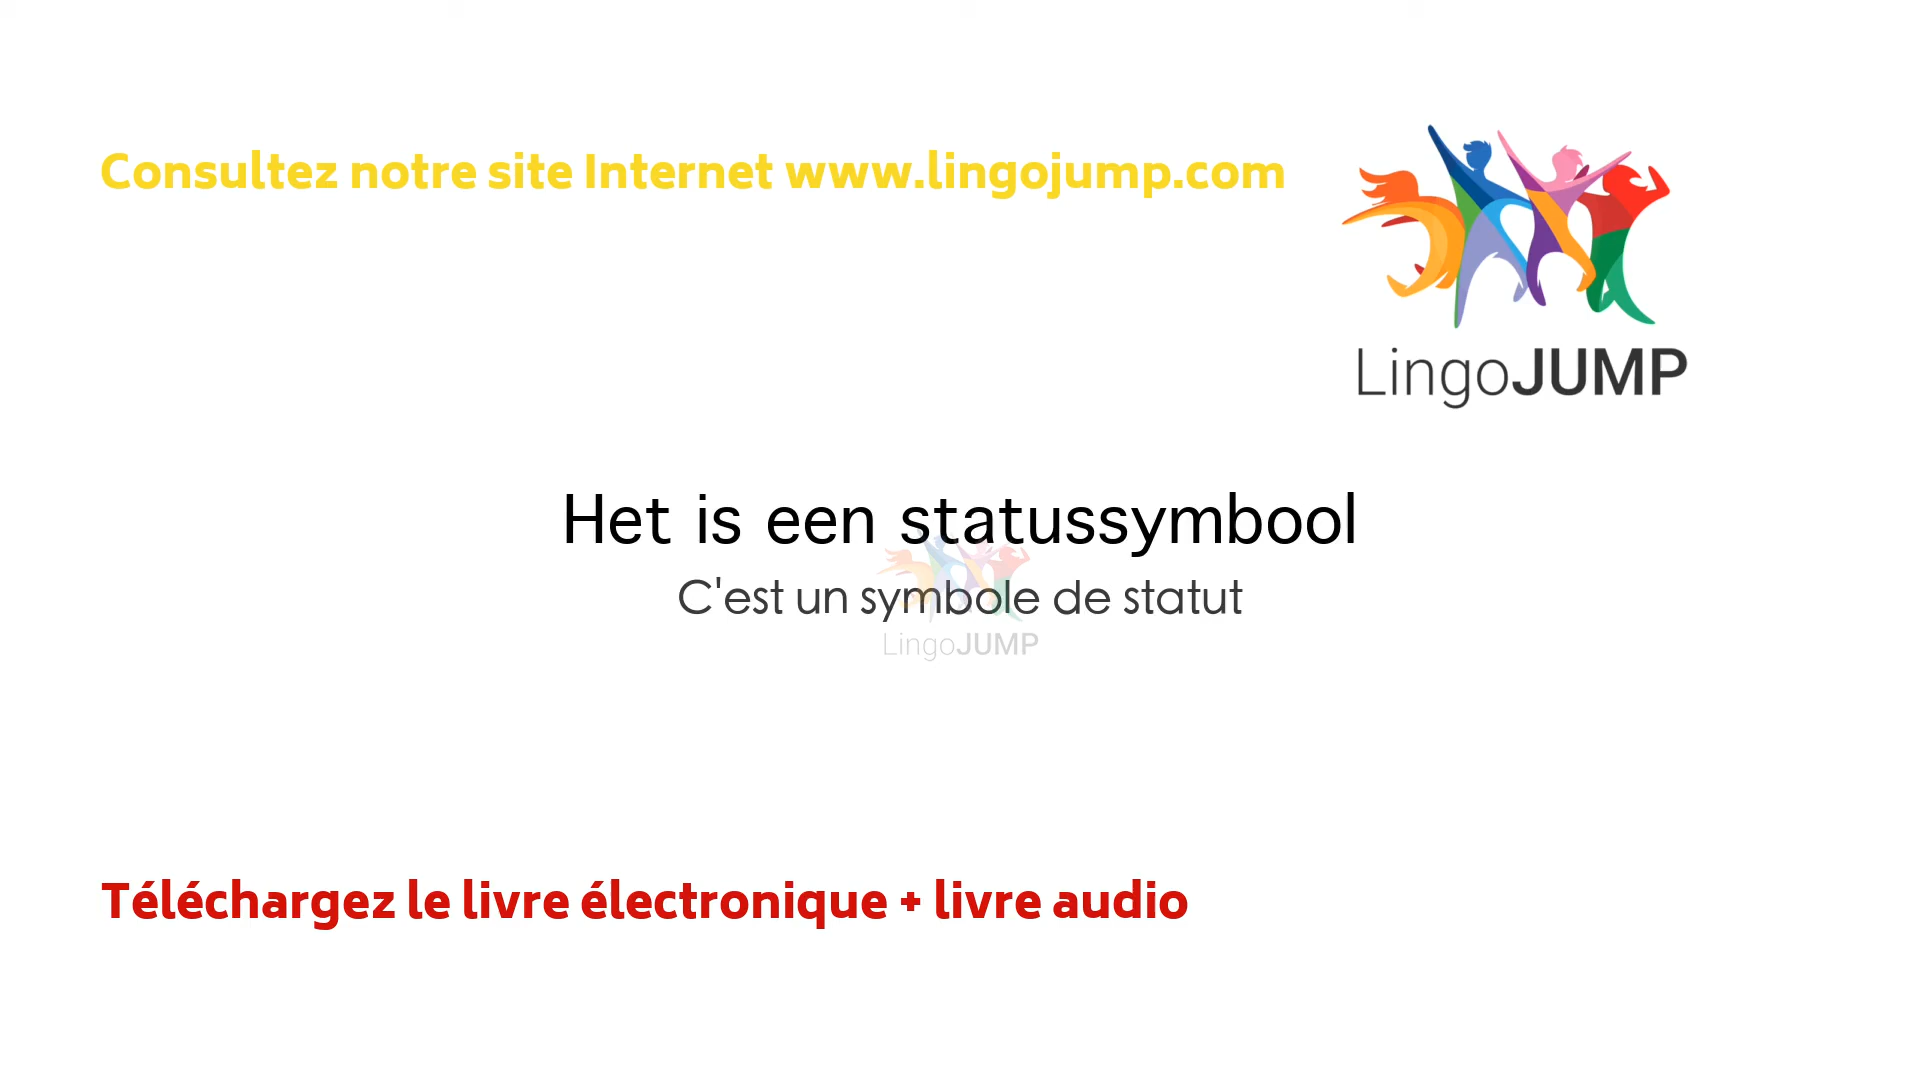 Consultez notre site Internet www.lingojump.com
LingoJUMP
Het is een statussymbool
C'est un symbole de statut
LingoJUMP
Téléchargez le livre électronique + livre audio